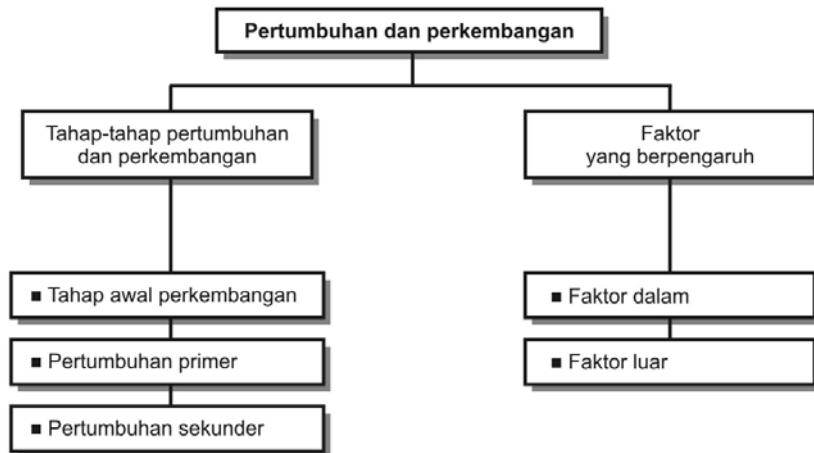 Pertumbuhan dan perkembangan
Tahap-tahap pertumbuhan
dan perkembangan
■ Tahap awal perkembangan
■ Pertumbuhan primer
■ Pertumbuhan sekunder
Faktor
yang berpengaruh
■ Faktor dalam
■ Faktor luar